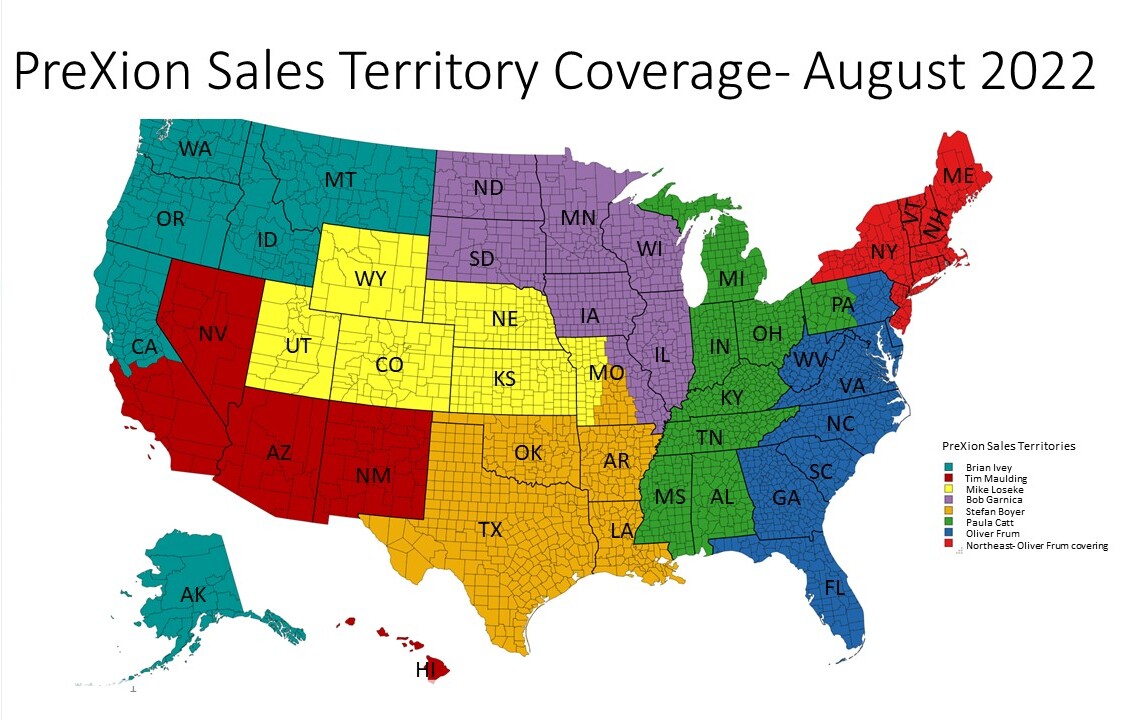 PreXion Sales Territory Coverage- August 2022
WA
MT
ME
ND
OR
MN
VT
NH
ID
WI
NY
SD
WY
MI
PA
NE
IA
NV
OH
UT
CA
IN
IL
CO
WV
MO
KS
VA
KY
NC
TN
AZ
OK
AR
SC
NM
MS
AL
GA
TX
LA
FL
AK
HI
PreXion Sales Territories
Brian Ivey
Tim Maulding
Mike Loseke
Bob Garnica
Stefan Boyer
Paula Catt
Oliver Frum
Northeast- Oliver Frum covering